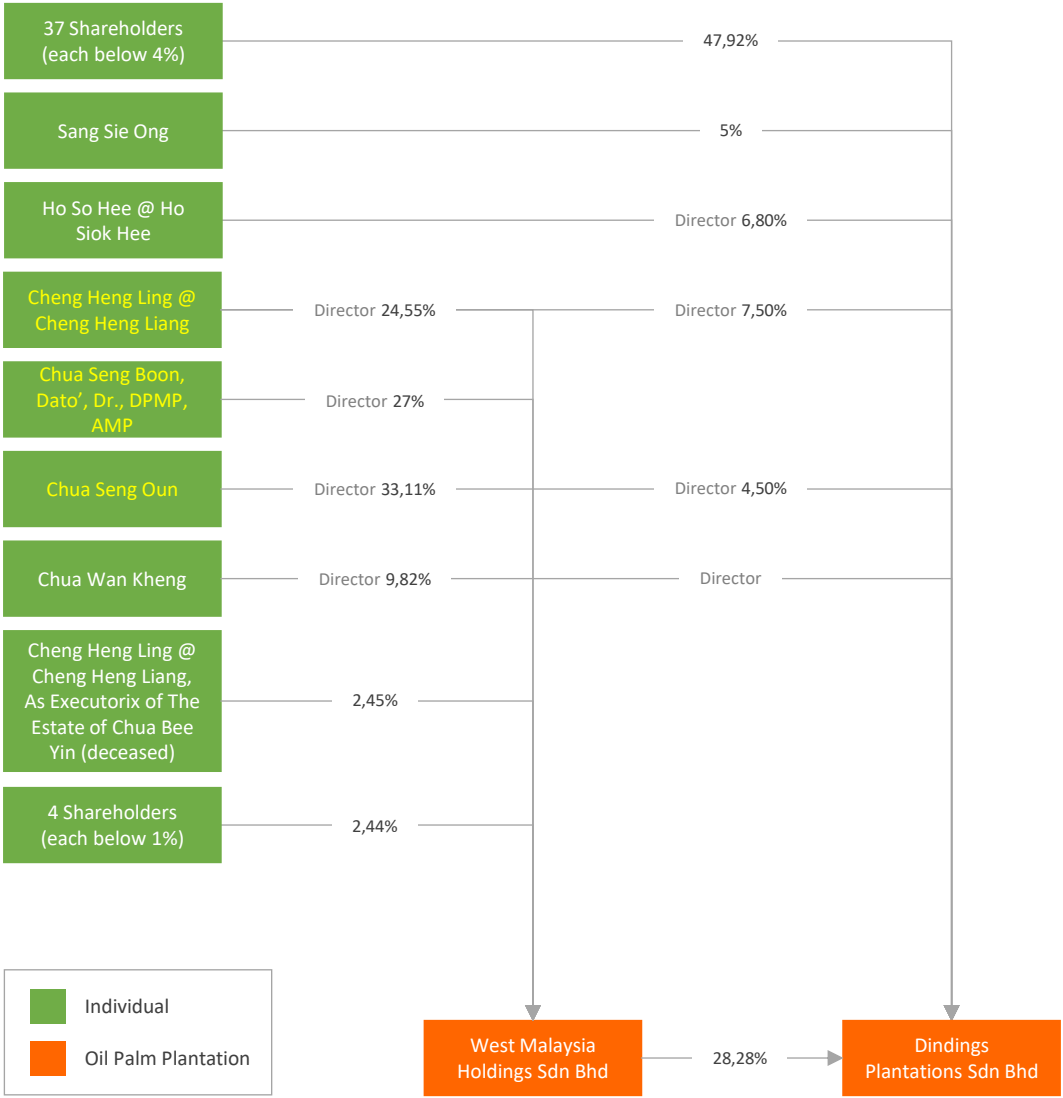 37 Shareholders
(each below 4%)
47,92%
Sang Sie Ong
5%
Ho So Hee @ Ho
Siok Hee
Director 6,80%
Cheng Heng Ling @
Cheng Heng Liang
Director 24,55%
Director 7,50%
Chua Seng Boon,
Dato’, Dr., DPMP,
AMP
Director 27%
Chua Seng Oun
Director 33,11%
Director 4,50%
Chua Wan Kheng
Director 9,82%
Director
Cheng Heng Ling @
Cheng Heng Liang,
As Executorix of The
Estate of Chua Bee
Yin (deceased)
2,45%
4 Shareholders
(each below 1%)
2,44%
Individual
Oil Palm Plantation
West Malaysia
Holdings Sdn Bhd
28,28%
Dindings
Plantations Sdn Bhd